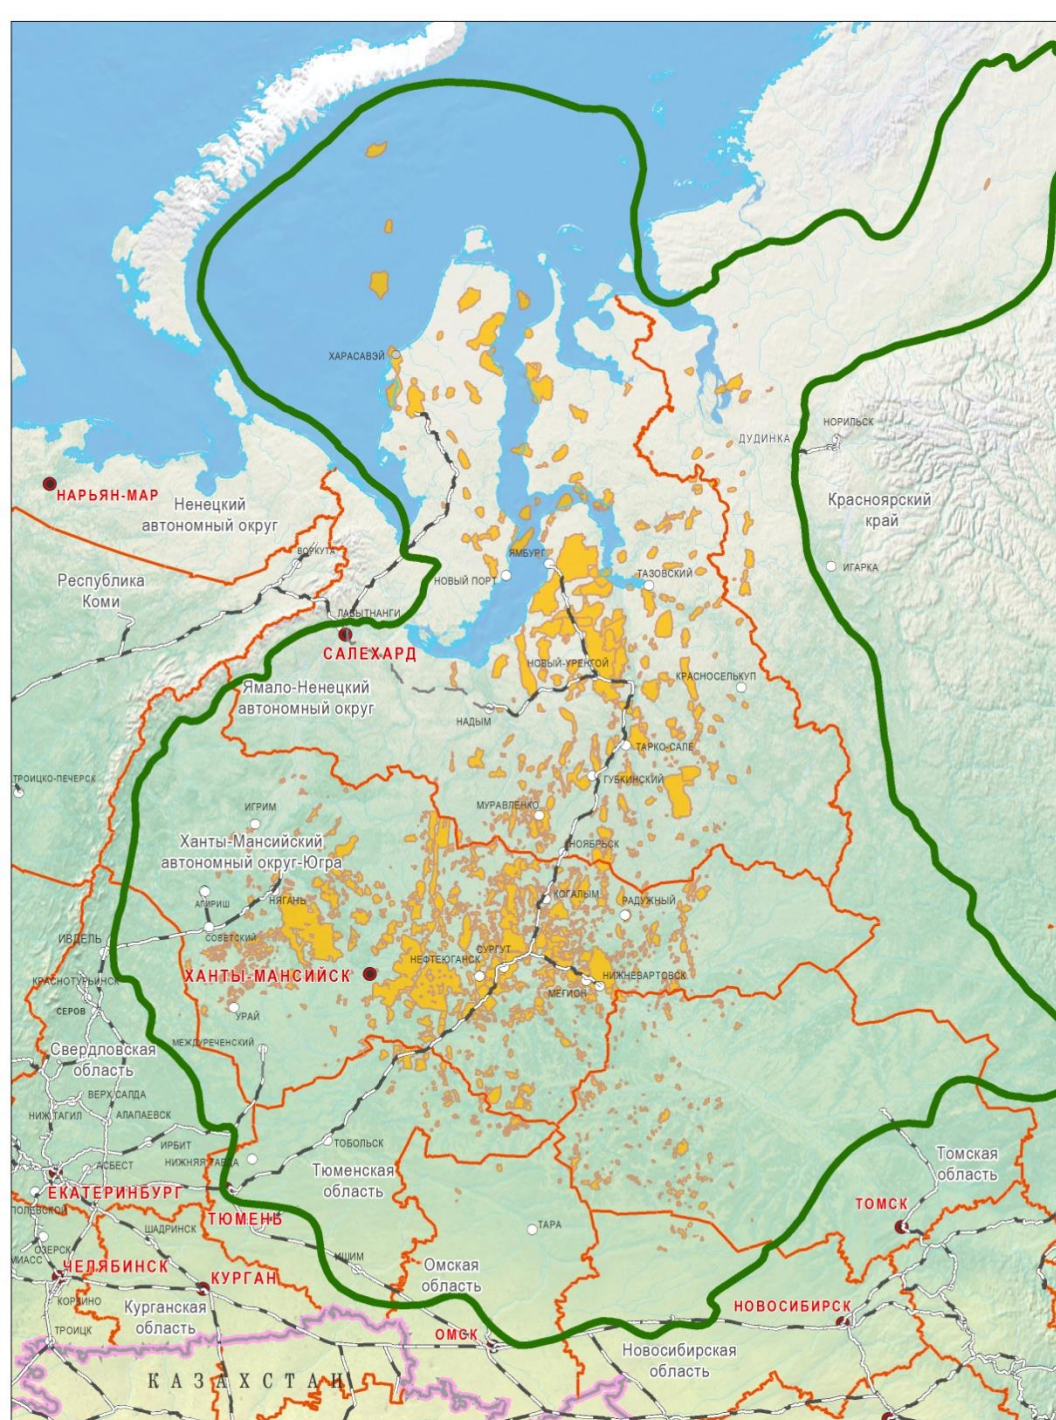 ХАРАСАВЭЙ
НОРИЛЬСК
ДУДИНКА
НАРЬЯН-МАР
Ненецкий
автономный округ
Красноярский
край
ВОРКУТА
ЯМБУРГ
ИГАРКА
Республика
Коми
НОВЫЙ ПОРТ
ТАЗОВСКИЙ
ЛАБЫТНАНГИ
САЛЕХАРД
НОВЫЙ-УРЕНГОЙ
КРАСНОСЕЛЬКУП
Ямало-Ненецкий
автономный округ
НАДЫМ
ТАРКО-САЛЕ
ТРОИЦКО-ПЕЧЕРСК
ГУБКИНСКИЙ
ИГРИМ
МУРАВЛЕНКО
Ханты-Мансийский
автономный округ-Югра
НОЯБРЬСК
НЯГАНЬ
КОГАЛЫМ
РАДУЖНЫЙ
СОВЕТСКИЙ
ИВДЕЛЬ
СУРГУТ
НЕФТЕЮГАНСК
ХАНТЫ-МАНСИЙСК
НИЖНЕВАРТОВСК
КРАСНОТУРЬИНСК
МЕГИОН
СЕРОВ
УРАЙ
МЕЖДУРЕЧЕНСКИЙ
Свердловская
область
ВЕРХ.САЛДА
НИЖ.ТАГИЛ
АЛАПАЕВСК
ИРБИТ
ТОБОЛЬСК
НИЖНЯЯ ТАВДА
АСБЕСТ
Томская
область
Тюменская
область
ЕКАТЕРИНБУРГ
ПОЛЕВСКОЙ
ТОМСК
ТЮМЕНЬ
ШАДРИНСК
ТАРА
ОЗЕРСК
МИАСС
ИШИМ
ЧЕЛЯБИНСК
Омская
область
КУРГАН
КОРКИНО
Курганская
область
НОВОСИБИРСК
ТРОИЦК
ОМСК
Новосибирская
область
КАЗАХСТАН